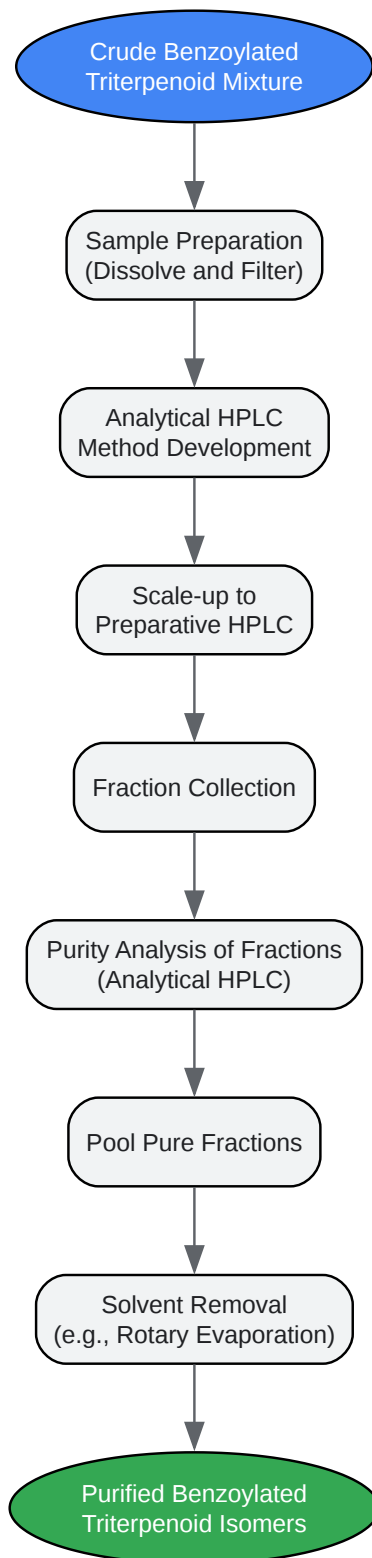 Crude Benzoylated
Triterpenoid Mixture
Sample Preparation
(Dissolve and Filter)
Analytical HPLC
Method Development
Scale-up to
Preparative HPLC
Fraction Collection
Purity Analysis of Fractions
(Analytical HPLC)
Pool Pure Fractions
Solvent Removal
(e.g., Rotary Evaporation)
Purified Benzoylated
Triterpenoid Isomers